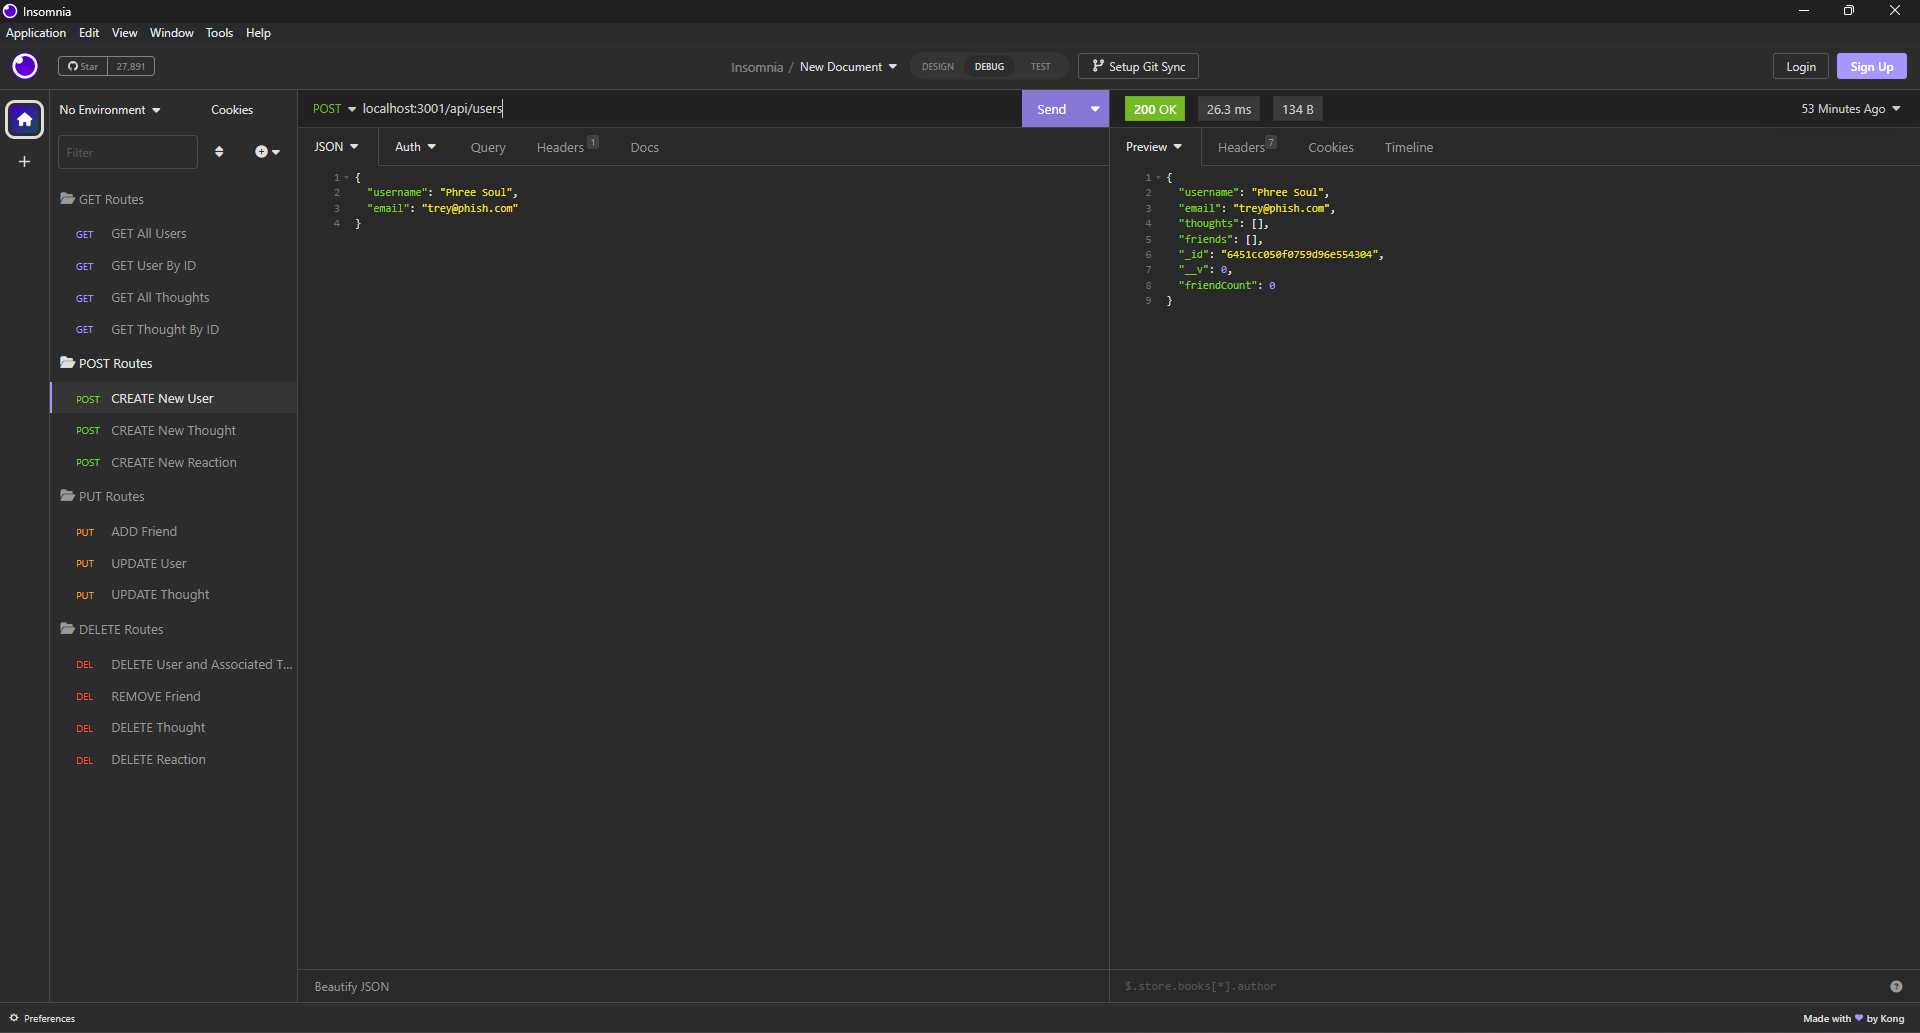 Insomnia
Application Edit View Window Tools Help
Star 27,891
Insomnia / New Document
DESIGN DEBUG TEST
Setup Git Sync
Login
Sign Up
No Environment
Cookies
Filter
GET Routes
GET GET All Users
GET GET User By ID
GET GET All Thoughts
GET GET Thought By ID
POST Routes
POST CREATE New User
POST CREATE New Thought
POST CREATE New Reaction
PUT Routes
PUT ADD Friend
PUT UPDATE User
PUT UPDATE Thought
DELETE Routes
DEL DELETE User and Associated T...
DEL REMOVE Friend
DEL DELETE Thought
DEL DELETE Reaction
POST localhost:3001/api/users
Send
JSON Auth Query Headers 1 Docs
1 {
2 "username": "Phree Soul",
3 "email": "trey@phish.com"
4 }
Beautify JSON
200 OK 26.3 ms 134 B
53 Minutes Ago
Preview Headers 7 Cookies Timeline
1 {
2 "username": "Phree Soul",
3 "email": "trey@phish.com",
4 "thoughts": [],
5 "friends": [],
6 "_id": "6451cc050f0759d96e554304",
7 "__v": 0,
8 "friendCount": 0
9 }
$.store.books[*].author
?
Preferences
Made with ♥ by Kong